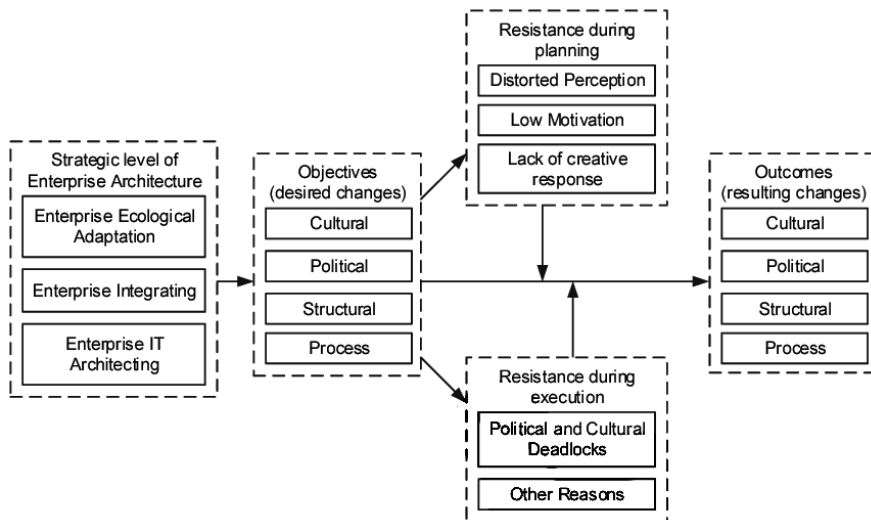 Strategic level of
Enterprise Architecture
Enterprise Ecological
Adaptation
Enterprise Integrating
Enterprise IT
Architecting
Objectives
(desired changes)
Cultural
Political
Structural
Process
Resistance during
planning
Distorted Perception
Low Motivation
Lack of creative
response
Resistance during
execution
Political and Cultural
Deadlocks
Other Reasons
Outcomes
(resulting changes)
Cultural
Political
Structural
Process